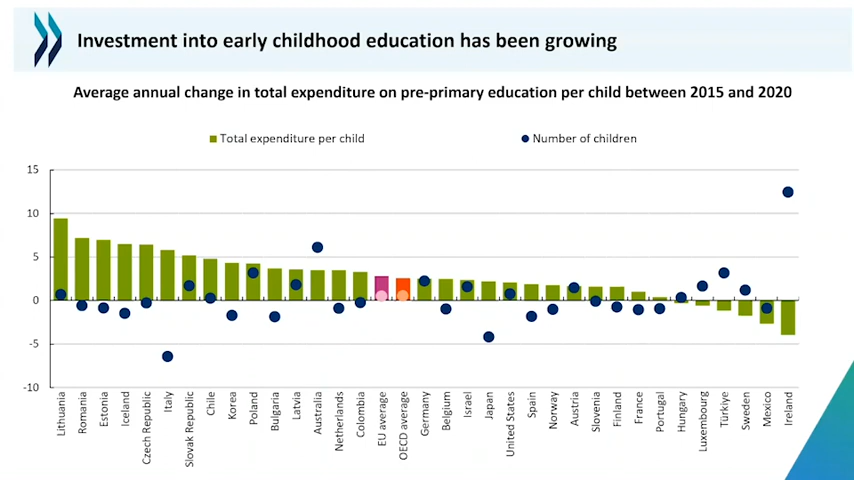 Investment into early childhood education has been growing
Average annual change in total expenditure on pre-primary education per child between 2015 and 2020
Total expenditure per child
Number of children
15
10
5
0
-5
-10
Lithuania
Romania
Estonia
Iceland
Czech Republic
Italy
Slovak Republic
Chile
Korea
Poland
Bulgaria
Latvia
Australia
Netherlands
Colombia
EU average
OECD average
Germany
Belgium
Israel
Japan
United States
Spain
Norway
Austria
Slovenia
Finland
France
Portugal
Hungary
Luxembourg
Türkiye
Sweden
Mexico
Ireland